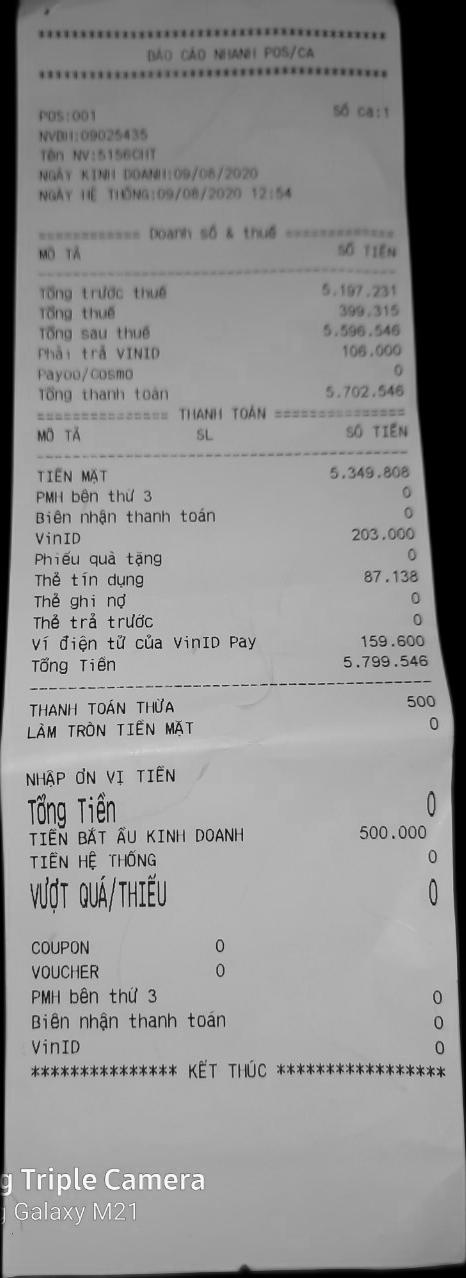 ***********************************
BÁO CÁO NHANH POS/CA
***********************************
POS:001 Số ca:1
NVBH:09025435
Tên NV:5156CHT
NGÀY KINH DOANH:09/08/2020
NGÀY HỆ THỐNG:09/08/2020 12:54
============ Doanh số & thuế =============
MÔ TẢ SỐ TIỀN
Tổng trước thuế 5.197.231
Tổng thuế 399.315
Tổng sau thuế 5.596.546
Phải trả VINID 106.000
Payoo/Cosmo 0
Tổng thanh toán 5.702.546
=============== THANH TOÁN ===============
MÔ TẢ SL SỐ TIỀN
TIỀN MẶT 5.349.808
PMH bên thứ 3 0
Biên nhận thanh toán 0
VinID 203.000
Phiếu quà tặng 0
Thẻ tín dụng 87.138
Thẻ ghi nợ 0
Thẻ trả trước 0
Ví điện tử của VinID Pay 159.600
Tổng Tiền 5.799.546
THANH TOÁN THỪA 500
LÀM TRÒN TIỀN MẶT 0
NHẬP ƠN VỊ TIỀN
Tổng Tiền 0
TIỀN BẮT ẦU KINH DOANH 500.000
TIỀN HỆ THỐNG 0
VƯỢT QUÁ/THIẾU 0
COUPON 0
VOUCHER 0
PMH bên thứ 3 0
Biên nhận thanh toán 0
VinID 0
*************** KẾT THÚC *****************
g Triple Camera
Galaxy M21